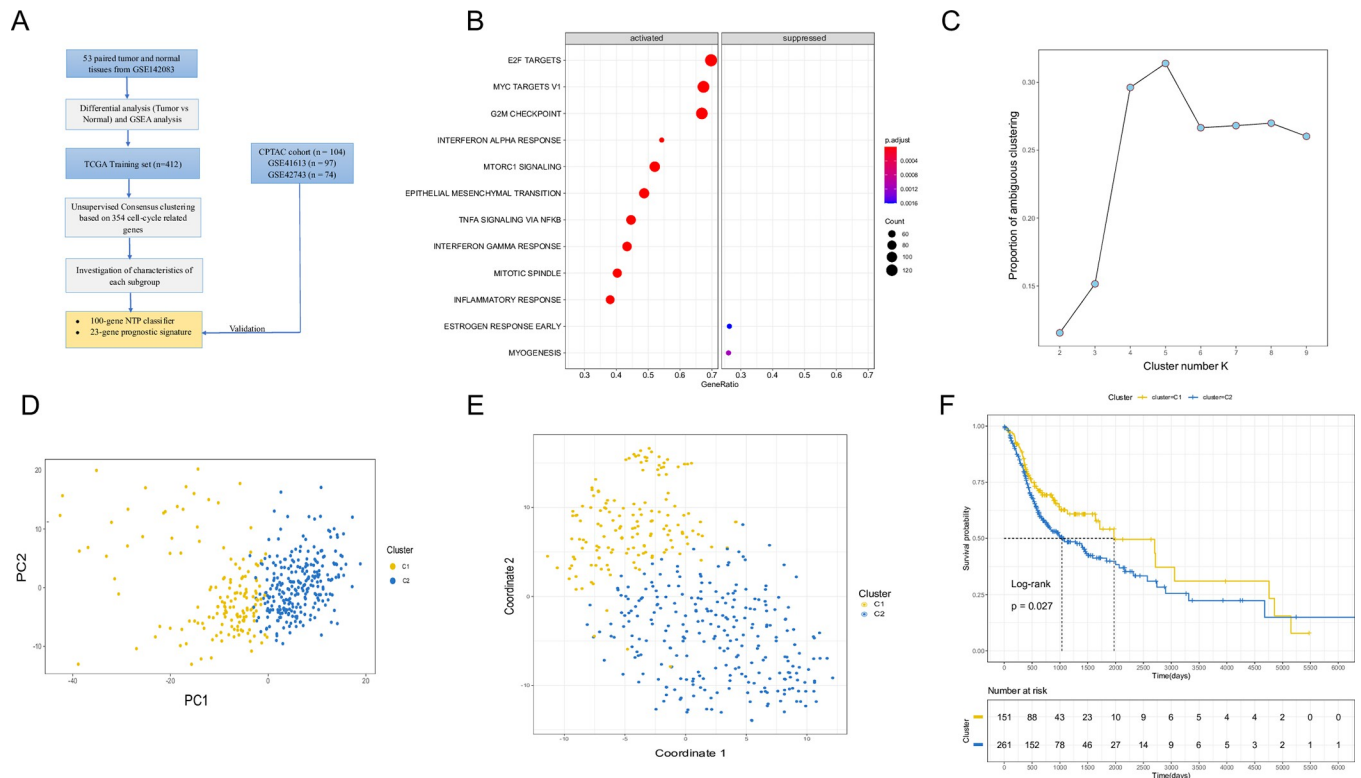 A
53 paired tumor and normal
tissues from GSE142083
Differential analysis (Tumor vs
Normal) and GSEA analysis
TCGA Training set (n=412)
CPTAC cohort (n = 104)
GSE41613 (n = 97)
GSE42743 (n = 74)
Unsupervised Consensus clustering
based on 354 cell-cycle related
genes
Investigation of characteristics of
each subgroup
• 100-gene NTP classifier
• 23-gene prognostic signature
Validation
B
activated
suppressed
E2F TARGETS
MYC TARGETS V1
G2M CHECKPOINT
INTERFERON ALPHA RESPONSE
MTORC1 SIGNALING
EPITHELIAL MESENCHYMAL TRANSITION
TNFA SIGNALING VIA NFKB
INTERFERON GAMMA RESPONSE
MITOTIC SPINDLE
INFLAMMATORY RESPONSE
ESTROGEN RESPONSE EARLY
MYOGENESIS
0.3 0.4 0.5 0.6 0.7 0.3 0.4 0.5 0.6 0.7
GeneRatio
p.adjust
0.0004
0.0008
0.0012
0.0016
Count
60
80
100
120
C
Proportion of ambiguous clustering
0.30
0.25
0.20
0.15
2 3 4 5 6 7 8 9
Cluster number K
D
PC2
20
10
0
-10
-40 -20 0 20
PC1
Cluster
C1
C2
E
Coordinate 2
10
5
0
-5
-10
-10 -5 0 5 10
Coordinate 1
Cluster
C1
C2
F
Cluster cluster=C1 cluster=C2
Survival probability
1.00
0.75
0.50
0.25
0.00
Log-rank
p = 0.027
0 500 1000 1500 2000 2500 3000 3500 4000 4500 5000 5500 6000
Time(days)
Number at risk
Cluster
151 88 43 23 10 9 6 5 4 4 2 0 0
261 152 78 46 27 14 9 6 5 3 2 1 1
0 500 1000 1500 2000 2500 3000 3500 4000 4500 5000 5500 6000
Time(days)